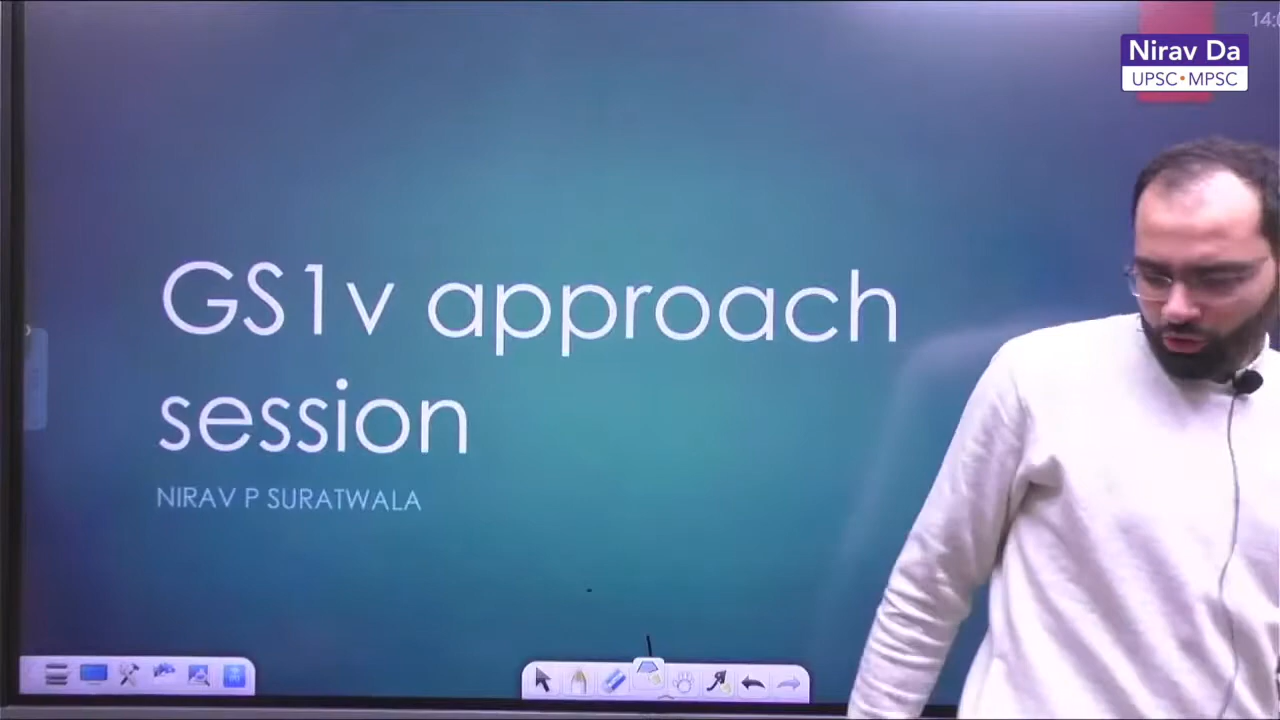 Nirav Da
UPSC • MPSC
GS1v approach
session
NIRAV P SURATWALA